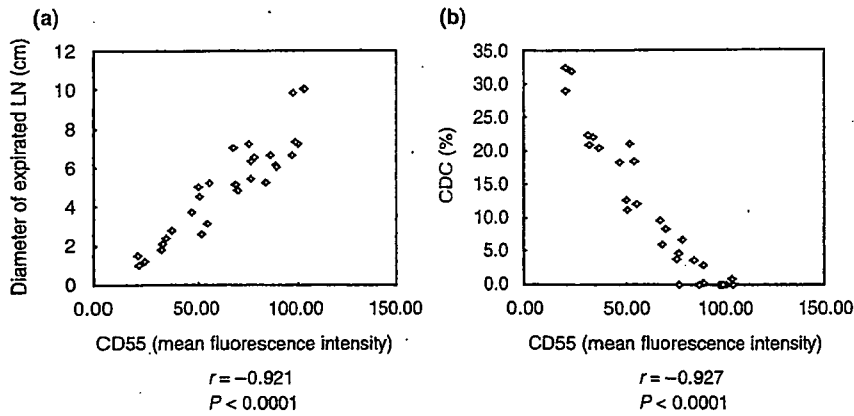 (a)
12
10
8
6
4
2
0
Diameter of expirated LN (cm)
0.00 50.00 100.00 150.00
CD55 (mean fluorescence intensity)
r = −0.921
P < 0.0001
(b)
35.0
30.0
25.0
20.0
15.0
10.0
5.0
0.0
CDC (%)
0.00 50.00 100.00 150.00
CD55 (mean fluorescence intensity)
r = −0.927
P < 0.0001